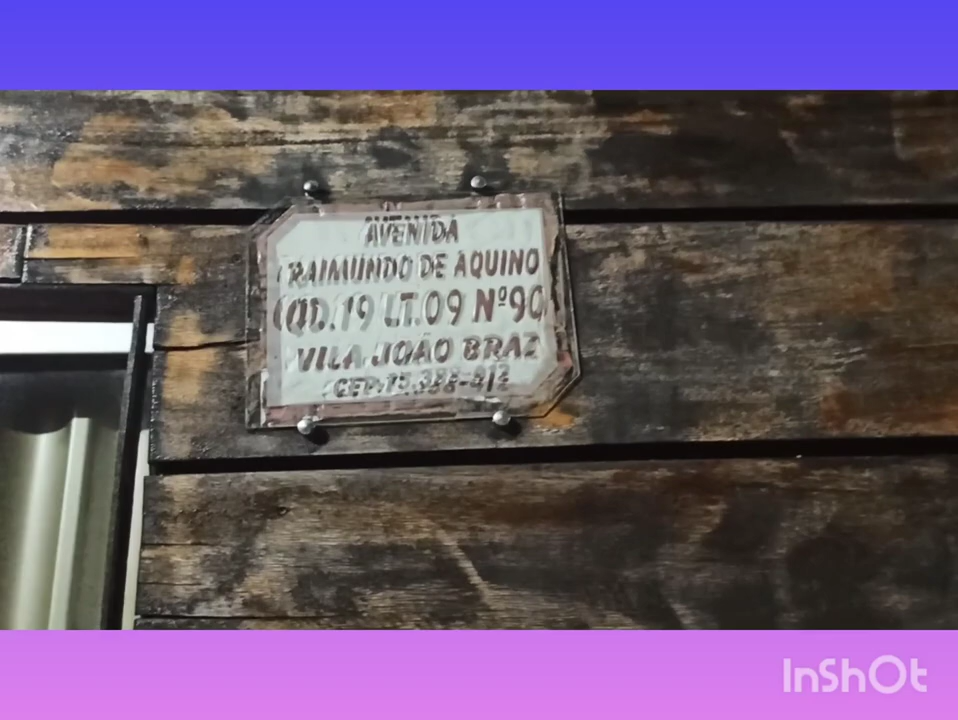 AVENIDA
RAIMUNDO DE AQUINO
QD.19 LT.09 Nº90
VILA JOÃO BRAZ
InShOt